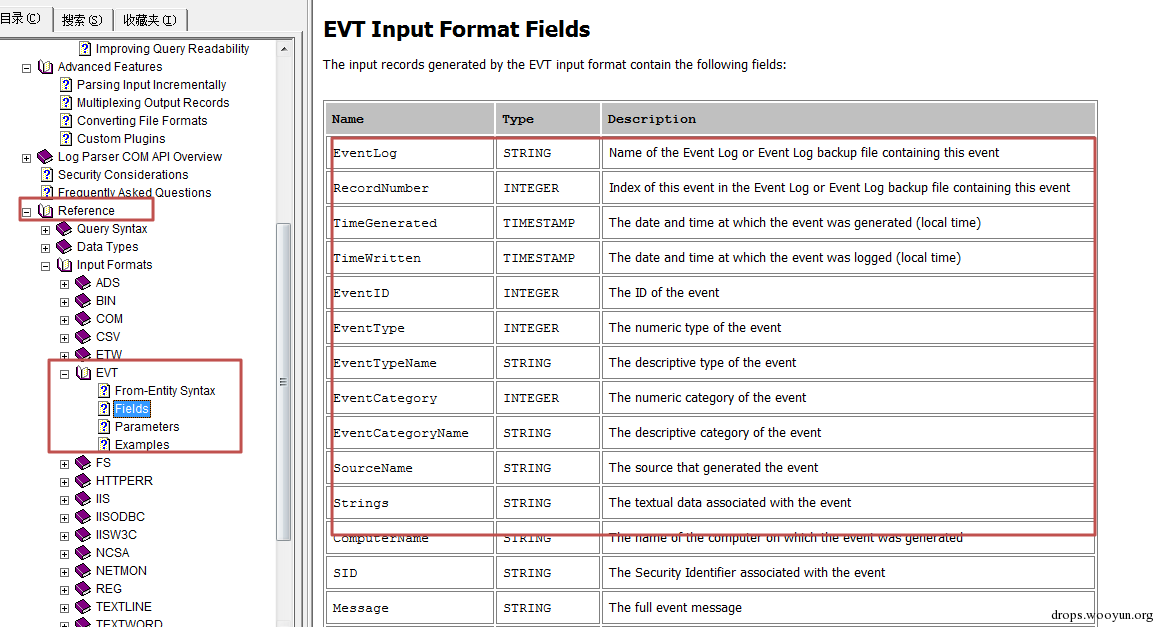 目录(C) 搜索(S) 收藏夹(I)
Improving Query Readability
Advanced Features
Parsing Input Incrementally
Multiplexing Output Records
Converting File Formats
Custom Plugins
Log Parser COM API Overview
Security Considerations
Frequently Asked Questions
Reference
Query Syntax
Data Types
Input Formats
ADS
BIN
COM
CSV
ETW
EVT
From-Entity Syntax
Fields
Parameters
Examples
FS
HTTPERR
IIS
IISODBC
IISW3C
NCSA
NETMON
REG
TEXTLINE
TEXTWORD
EVT Input Format Fields
The input records generated by the EVT input format contain the following fields:
Name Type Description
EventLog STRING Name of the Event Log or Event Log backup file containing this event
RecordNumber INTEGER Index of this event in the Event Log or Event Log backup file containing this event
TimeGenerated TIMESTAMP The date and time at which the event was generated (local time)
TimeWritten TIMESTAMP The date and time at which the event was logged (local time)
EventID INTEGER The ID of the event
EventType INTEGER The numeric type of the event
EventTypeName STRING The descriptive type of the event
EventCategory INTEGER The numeric category of the event
EventCategoryName STRING The descriptive category of the event
SourceName STRING The source that generated the event
Strings STRING The textual data associated with the event
ComputerName STRING The name of the computer on which the event was generated
SID STRING The Security Identifier associated with the event
Message STRING The full event message
drops.wooyun.org